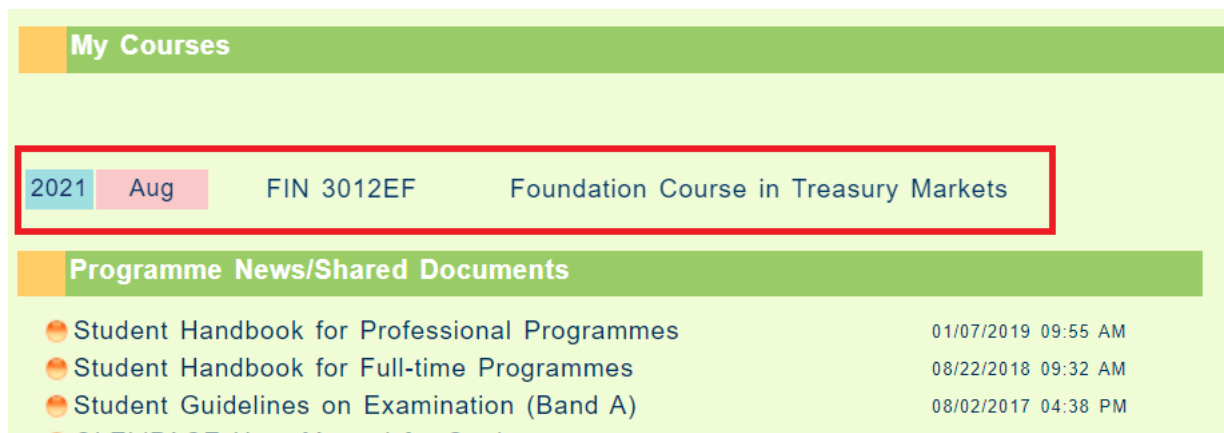 My Courses
2021 Aug FIN 3012EF Foundation Course in Treasury Markets
Programme News/Shared Documents
Student Handbook for Professional Programmes 01/07/2019 09:55 AM
Student Handbook for Full-time Programmes 08/22/2018 09:32 AM
Student Guidelines on Examination (Band A) 08/02/2017 04:38 PM